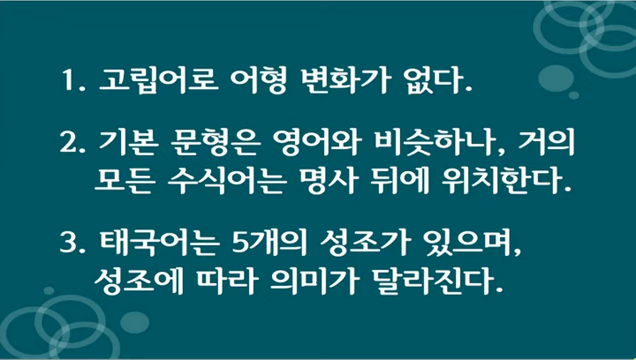 1. 고립어로 어형 변화가 없다.
2. 기본 문형은 영어와 비슷하나, 거의
모든 수식어는 명사 뒤에 위치한다.
3. 태국어는 5개의 성조가 있으며,
성조에 따라 의미가 달라진다.